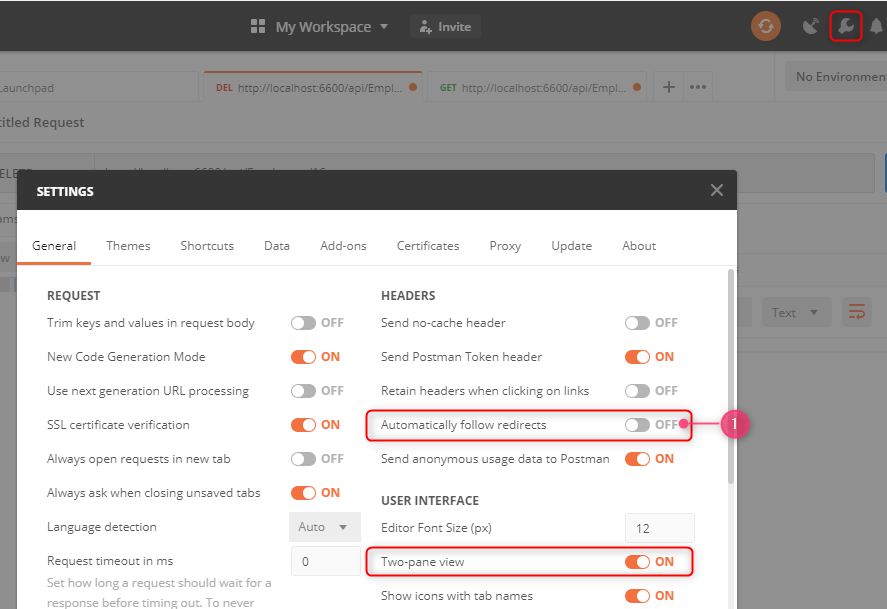 My Workspace
Invite
Launchpad
DEL http://localhost:6600/api/Empl...
GET http://localhost:6600/api/Empl...
No Environment
titled Request
SETTINGS
General Themes Shortcuts Data Add-ons Certificates Proxy Update About
REQUEST
Trim keys and values in request body OFF
New Code Generation Mode ON
Use next generation URL processing OFF
SSL certificate verification ON
Always open requests in new tab OFF
Always ask when closing unsaved tabs ON
Language detection Auto
Request timeout in ms 0
Set how long a request should wait for a
response before timing out. To never
HEADERS
Send no-cache header OFF
Send Postman Token header ON
Retain headers when clicking on links OFF
Automatically follow redirects OFF
1
Send anonymous usage data to Postman ON
USER INTERFACE
Editor Font Size (px) 12
Two-pane view ON
Show icons with tab names ON
Text